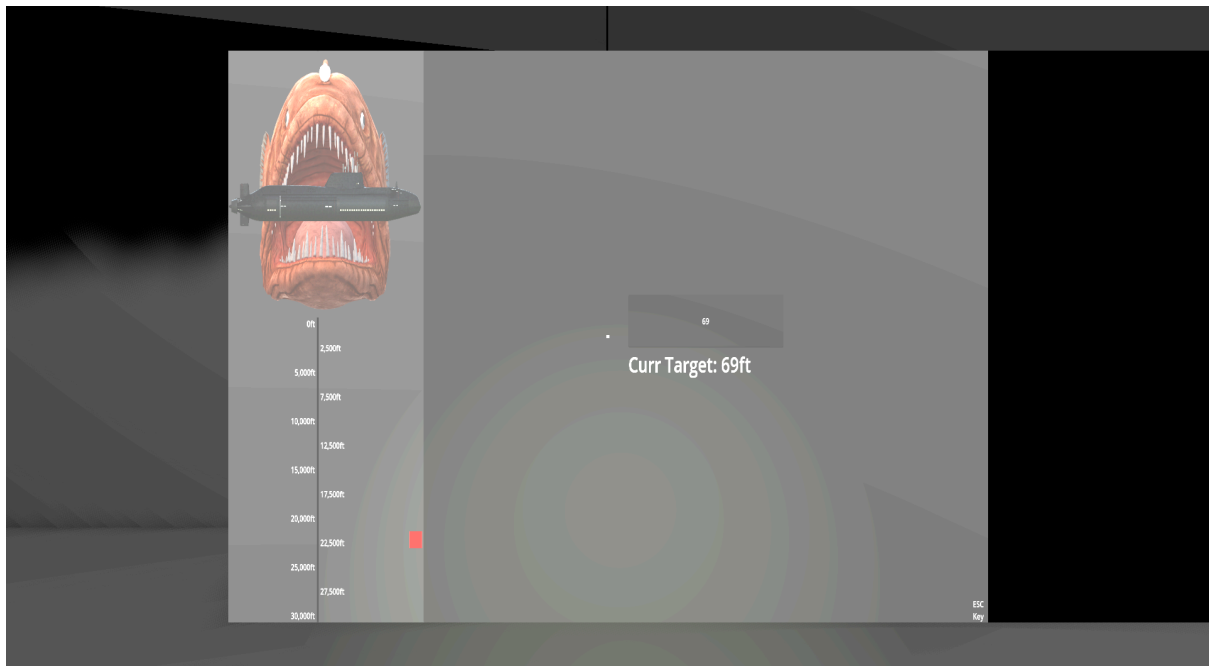 0ft
2,500ft
5,000ft
7,500ft
10,000ft
12,500ft
15,000ft
17,500ft
20,000ft
22,500ft
25,000ft
27,500ft
30,000ft
69
Curr Target: 69ft
ESC
Key